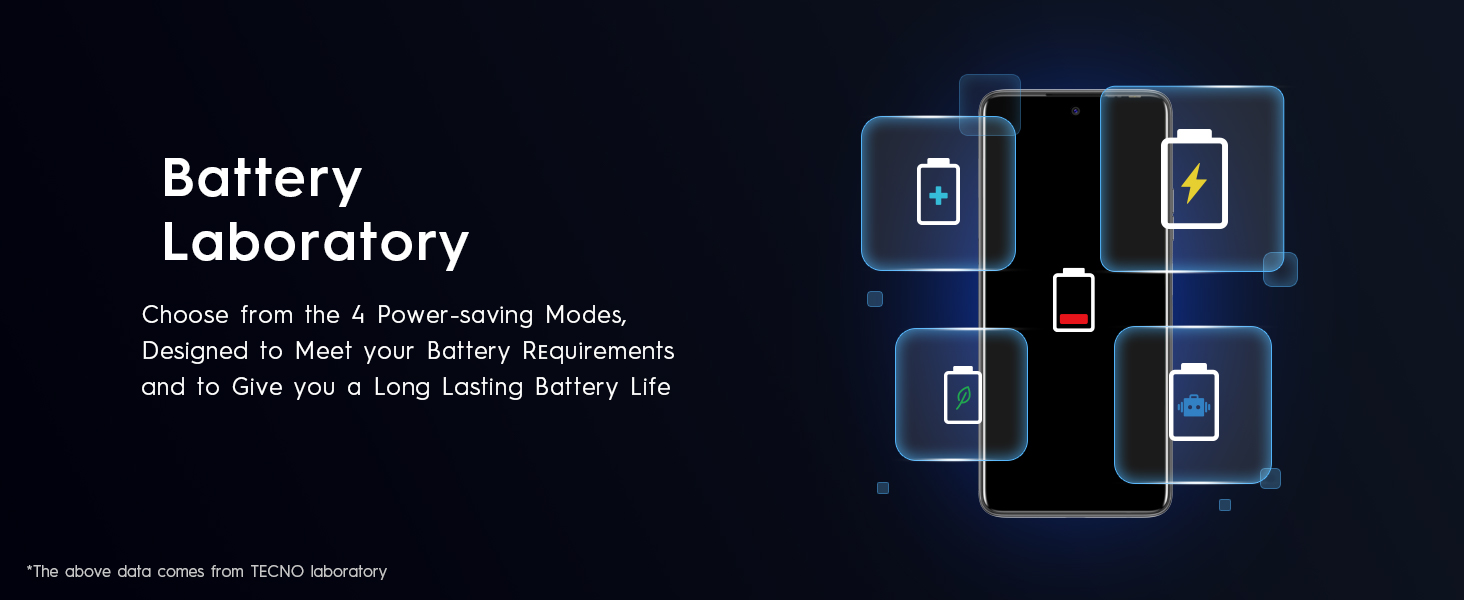 Battery
Laboratory
Choose from the 4 Power-saving Modes,
Designed to Meet your Battery REquirements
and to Give you a Long Lasting Battery Life
*The above data comes from TECNO laboratory